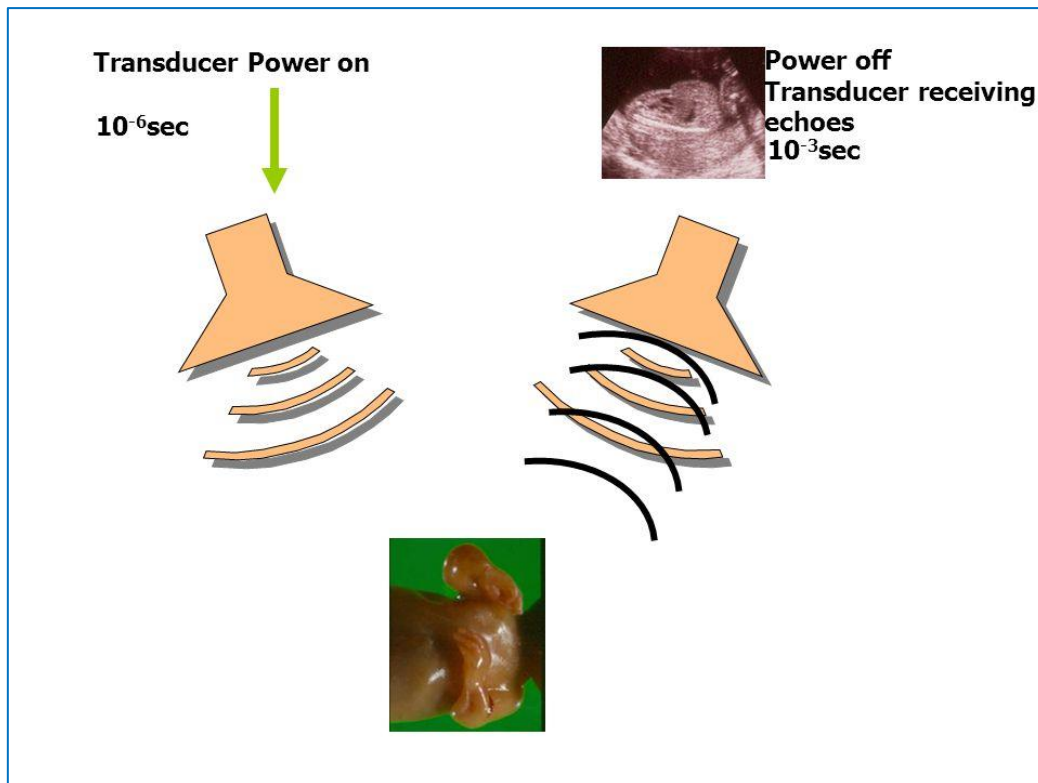 Transducer Power on
10⁻⁶sec
Power off
Transducer receiving
echoes
10⁻³sec